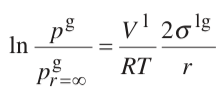 ln p^g / p^g_{r=∞} = V^l / RT 2σ^{lg} / r